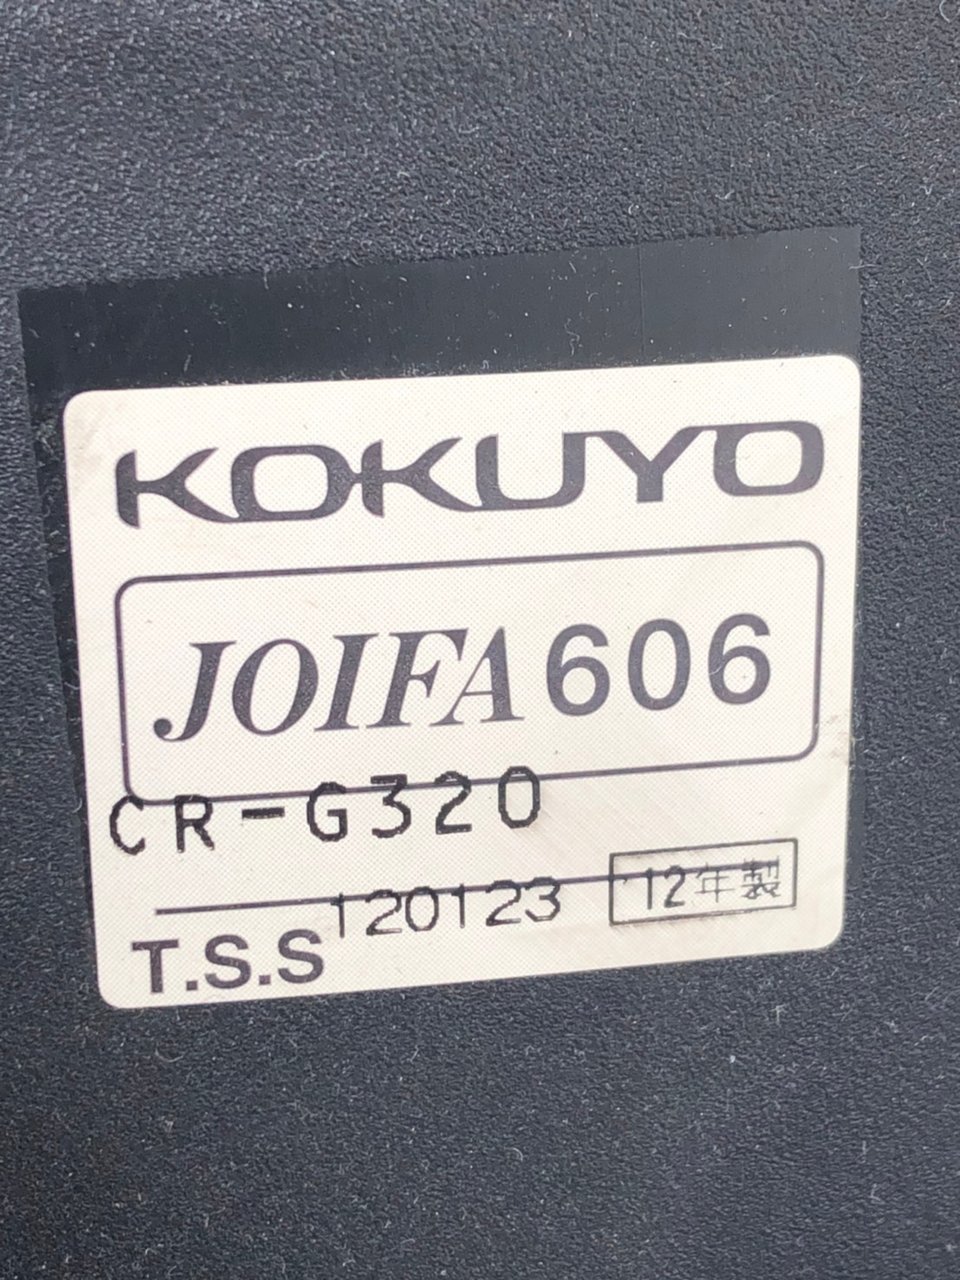 KOKUYO
JOIFA 606
CR-G320
120123 12年製
T.S.S